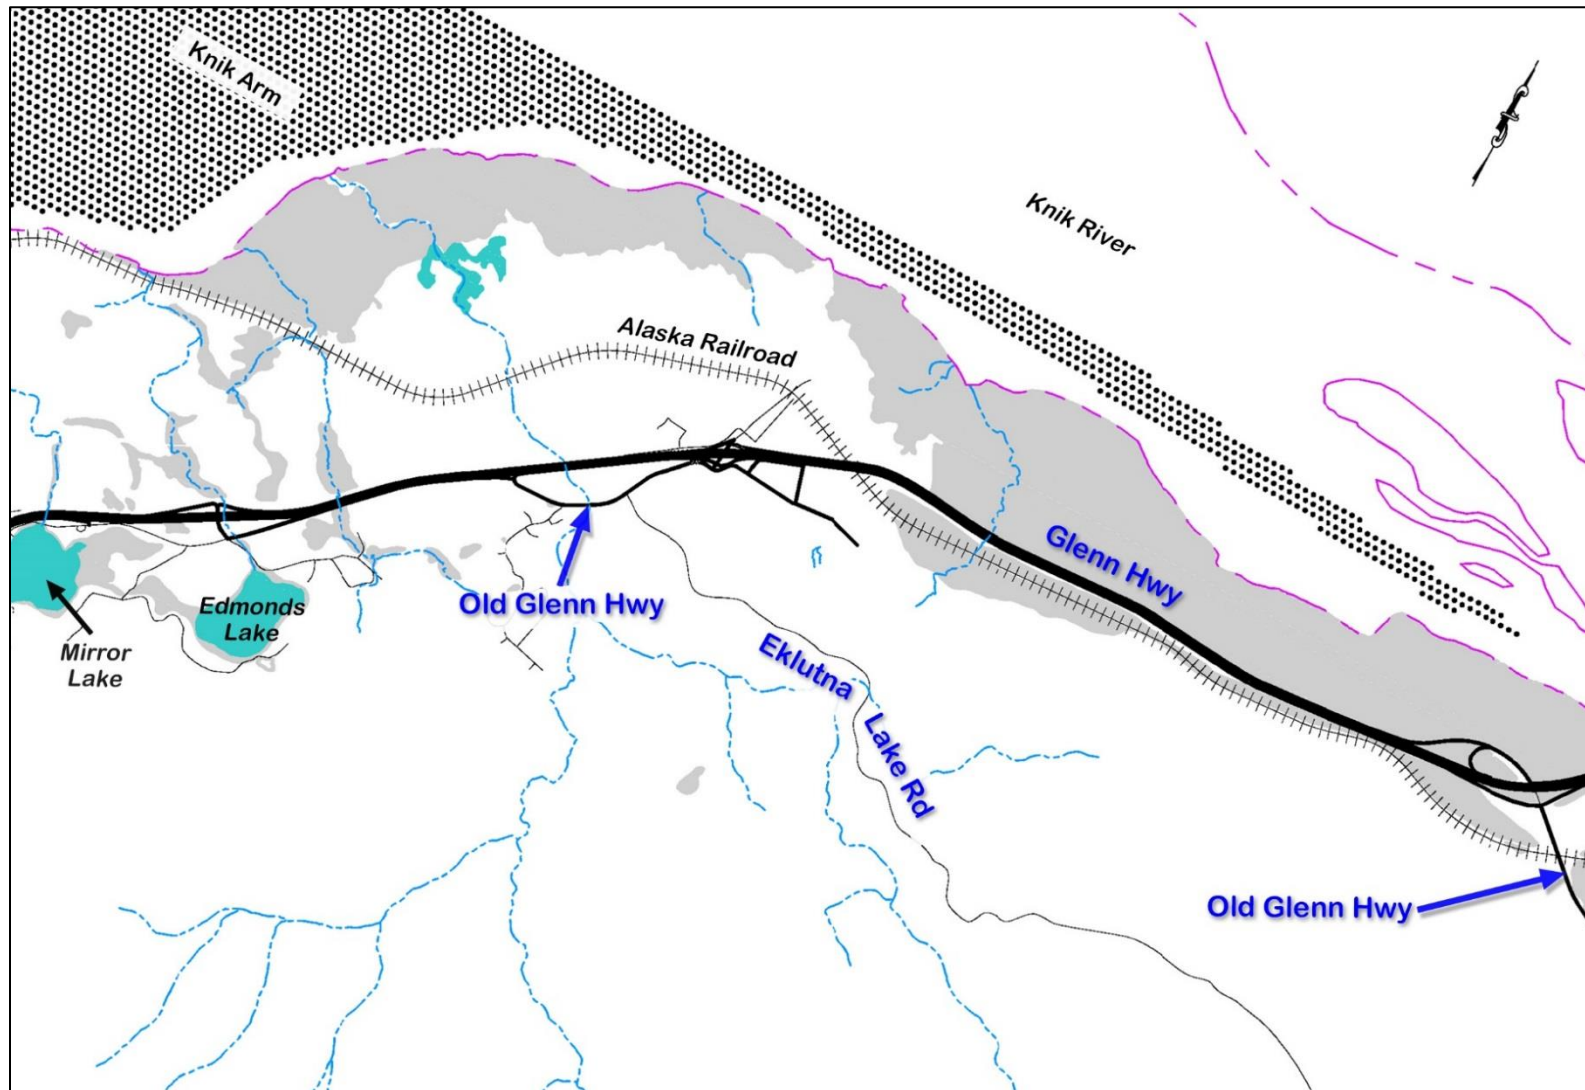 Knik Arm
Knik River
Alaska Railroad
Glenn Hwy
Old Glenn Hwy
Edmonds
Lake
Mirror
Lake
Eklutna
Lake Rd
Old Glenn Hwy